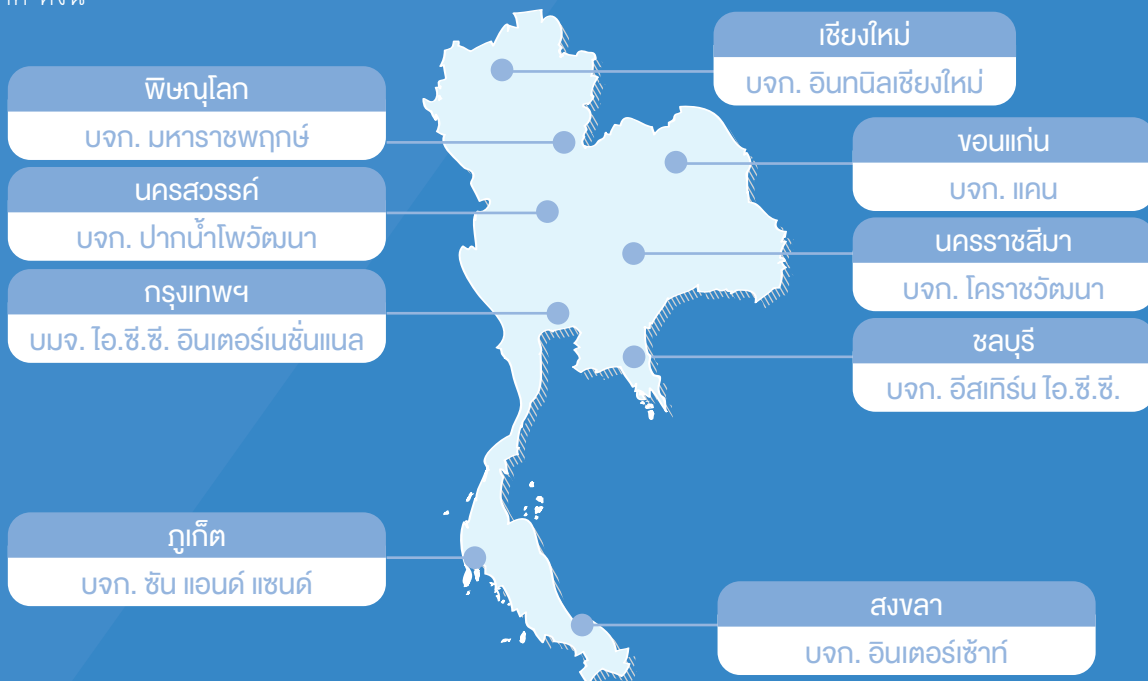 เชียงใหม่
บจก. อินทนิลเชียงใหม่
พิษณุโลก
บจก. มหาราชพฤกษ์
ขอนแก่น
บจก. แคน
นครสวรรค์
บจก. ปากน้ำโพวัฒนา
นครราชสีมา
บจก. โคราชวัฒนา
กรุงเทพฯ
บมจ. ไอ.ซี.ซี. อินเตอร์เนชั่นแนล
ชลบุรี
บจก. อีสเทิร์น ไอ.ซี.ซี.
ภูเก็ต
บจก. ซัน แอนด์ แซนด์
สงขลา
บจก. อินเตอร์เซ้าท์